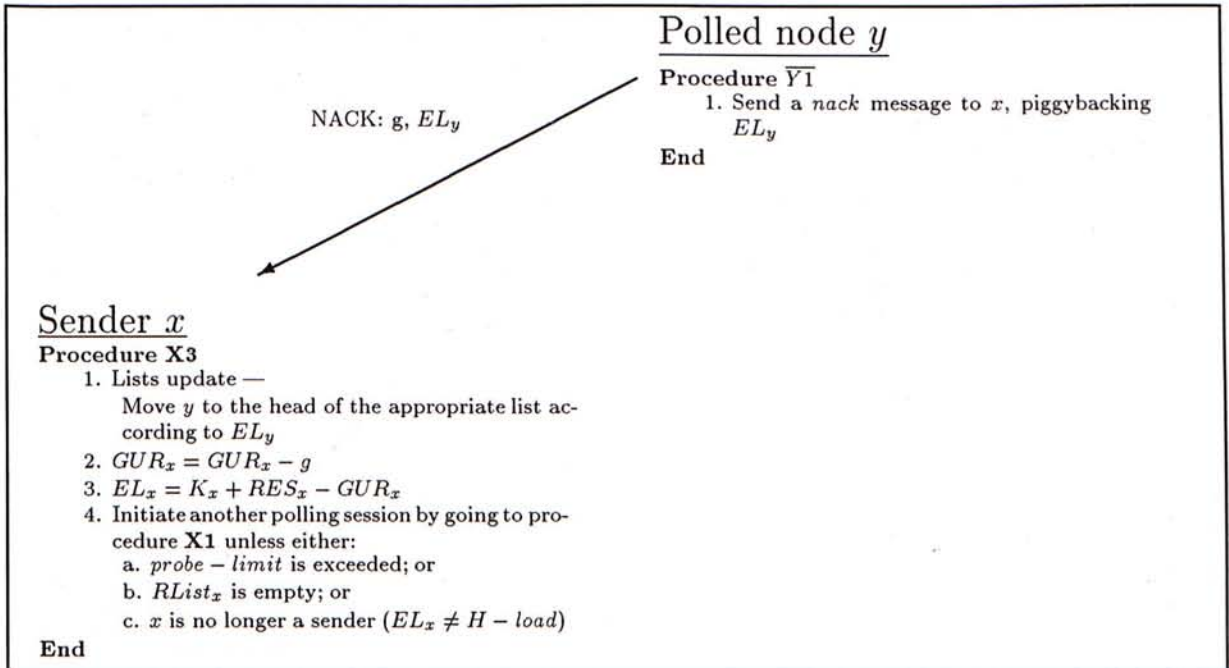 Polled node y
Procedure Y̅1̅
1. Send a nack message to x, piggybacking
EL_y
End
NACK: g, EL_y
Sender x
Procedure X3
1. Lists update —
Move y to the head of the appropriate list ac-
cording to EL_y
2. GUR_x = GUR_x − g
3. EL_x = K_x + RES_x − GUR_x
4. Initiate another polling session by going to pro-
cedure X1 unless either:
a. probe − limit is exceeded; or
b. RList_x is empty; or
c. x is no longer a sender (EL_x ≠ H − load)
End